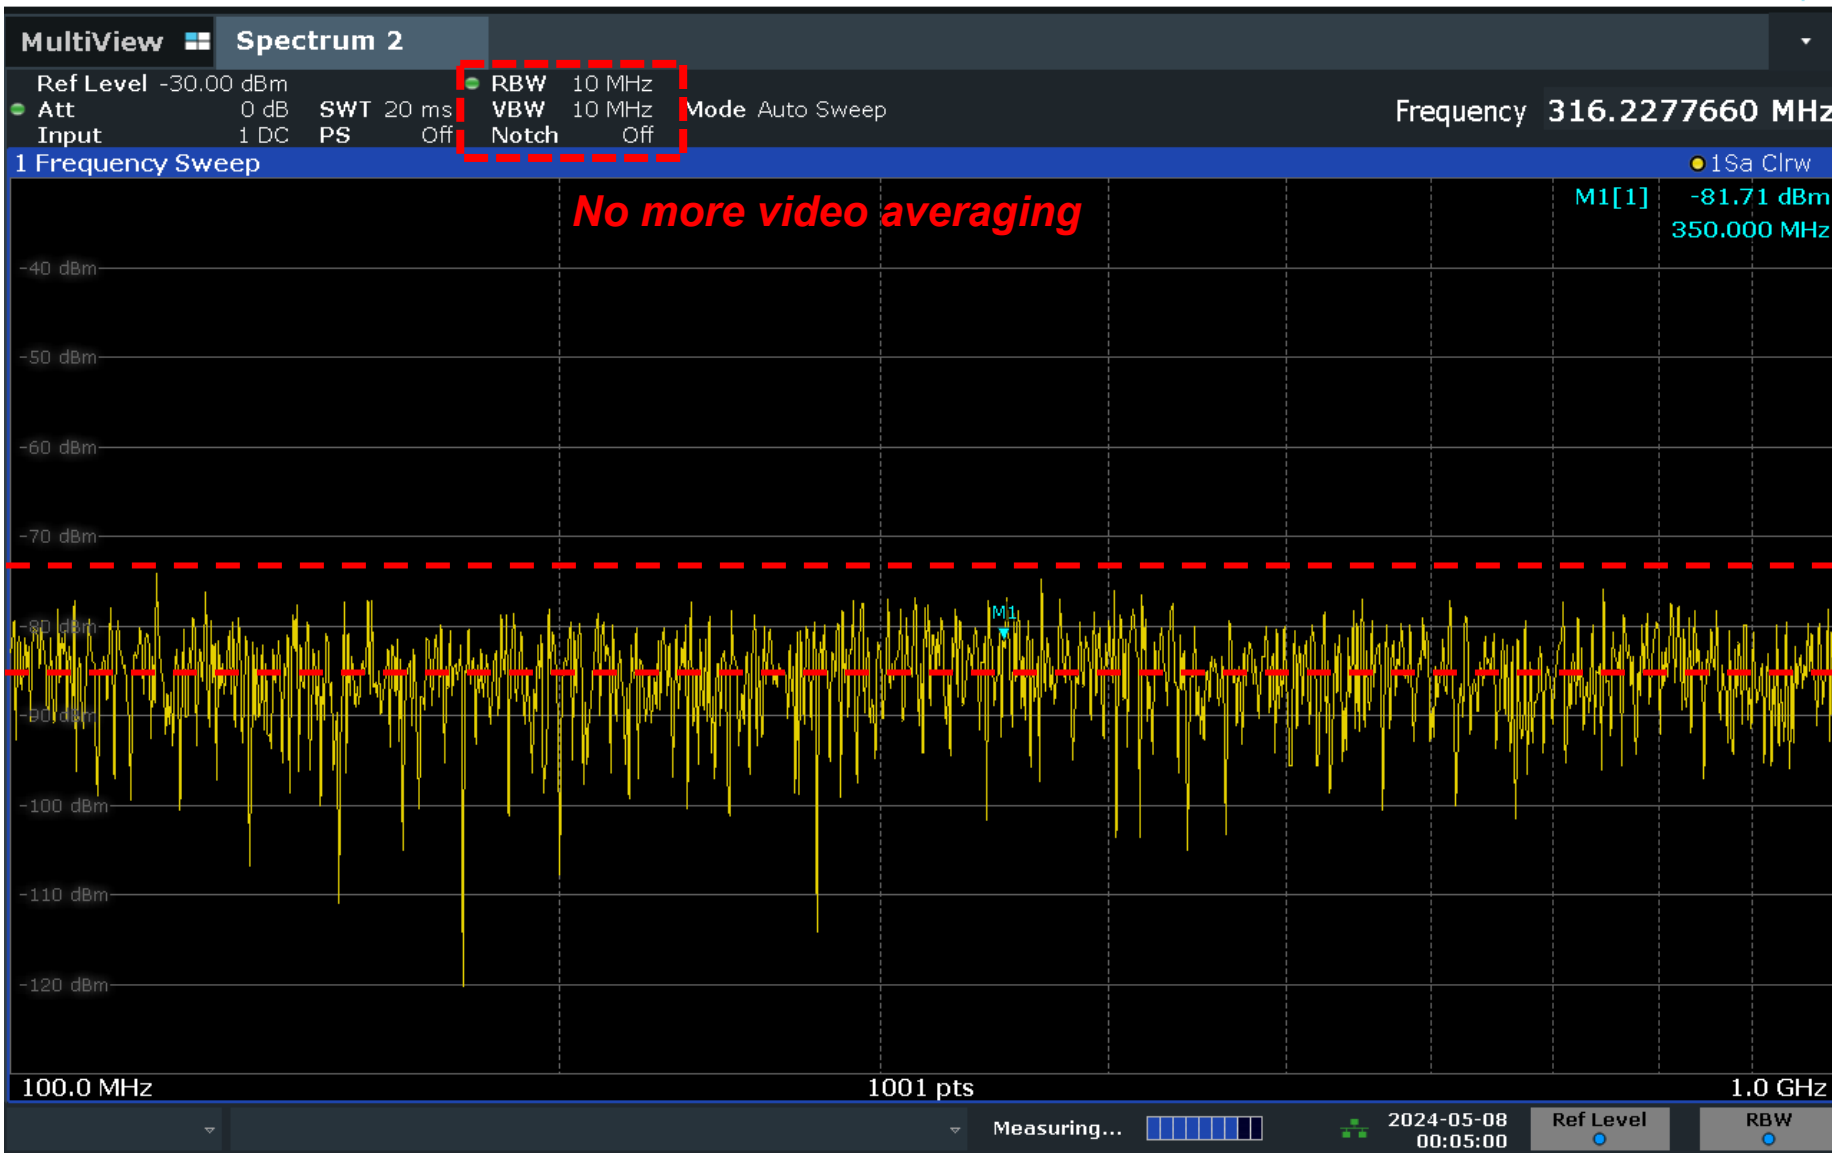 MultiView Spectrum 2
Ref Level -30.00 dBm RBW 10 MHz
Att 0 dB SWT 20 ms VBW 10 MHz Mode Auto Sweep Frequency 316.2277660 MHz
Input 1 DC PS Off Notch Off
1 Frequency Sweep 1Sa Clrw
No more video averaging
M1[1] -81.71 dBm
350.000 MHz
-40 dBm
-50 dBm
-60 dBm
-70 dBm
M1
-80 dBm
-90 dBm
-100 dBm
-110 dBm
-120 dBm
100.0 MHz 1001 pts 1.0 GHz
Measuring... 2024-05-08 Ref Level RBW
00:05:00